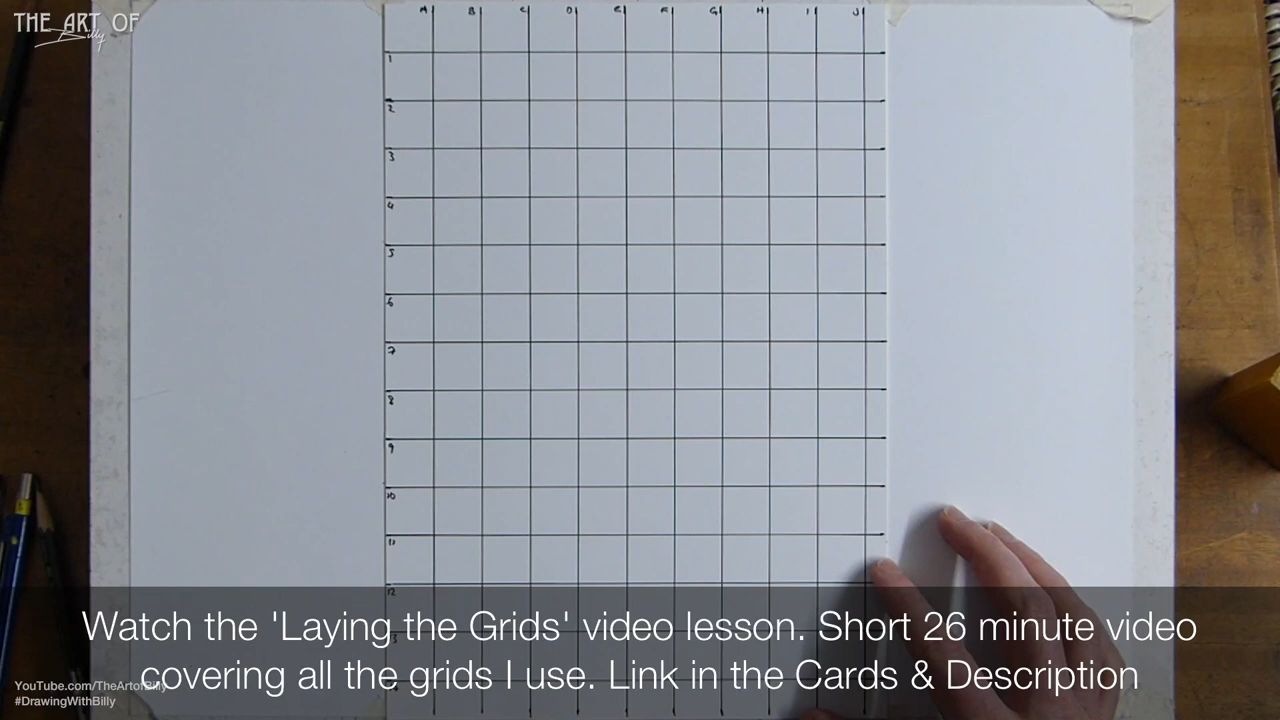 THE ART OF
Billy
A B C D E F G H I J
1
2
3
4
5
6
7
8
9
10
11
12
13
Watch the 'Laying the Grids' video lesson. Short 26 minute video
covering all the grids I use. Link in the Cards & Description
YouTube.com/TheArtofBilly
#DrawingWithBilly